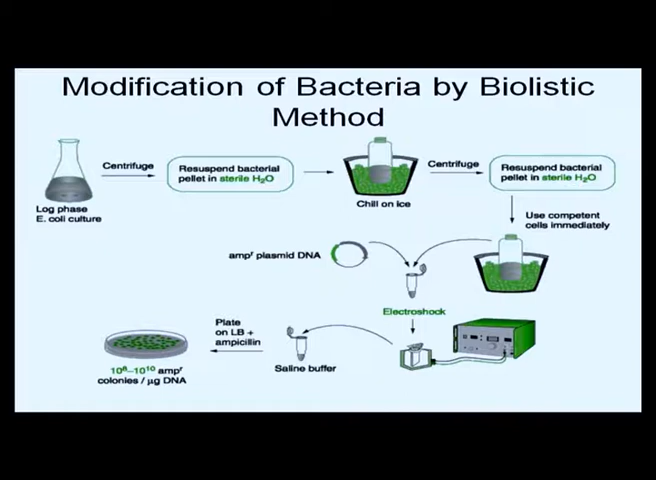 Modification of Bacteria by Biolistic
Method
Centrifuge
Resuspend bacterial
pellet in sterile H₂O
Centrifuge
Resuspend bacterial
pellet in sterile H₂O
Log phase
E. coli culture
Chill on ice
Use competent
cells immediately
ampʳ plasmid DNA
Electroshock
Plate
on LB +
ampicillin
Saline buffer
10⁸–10¹⁰ ampʳ
colonies / µg DNA